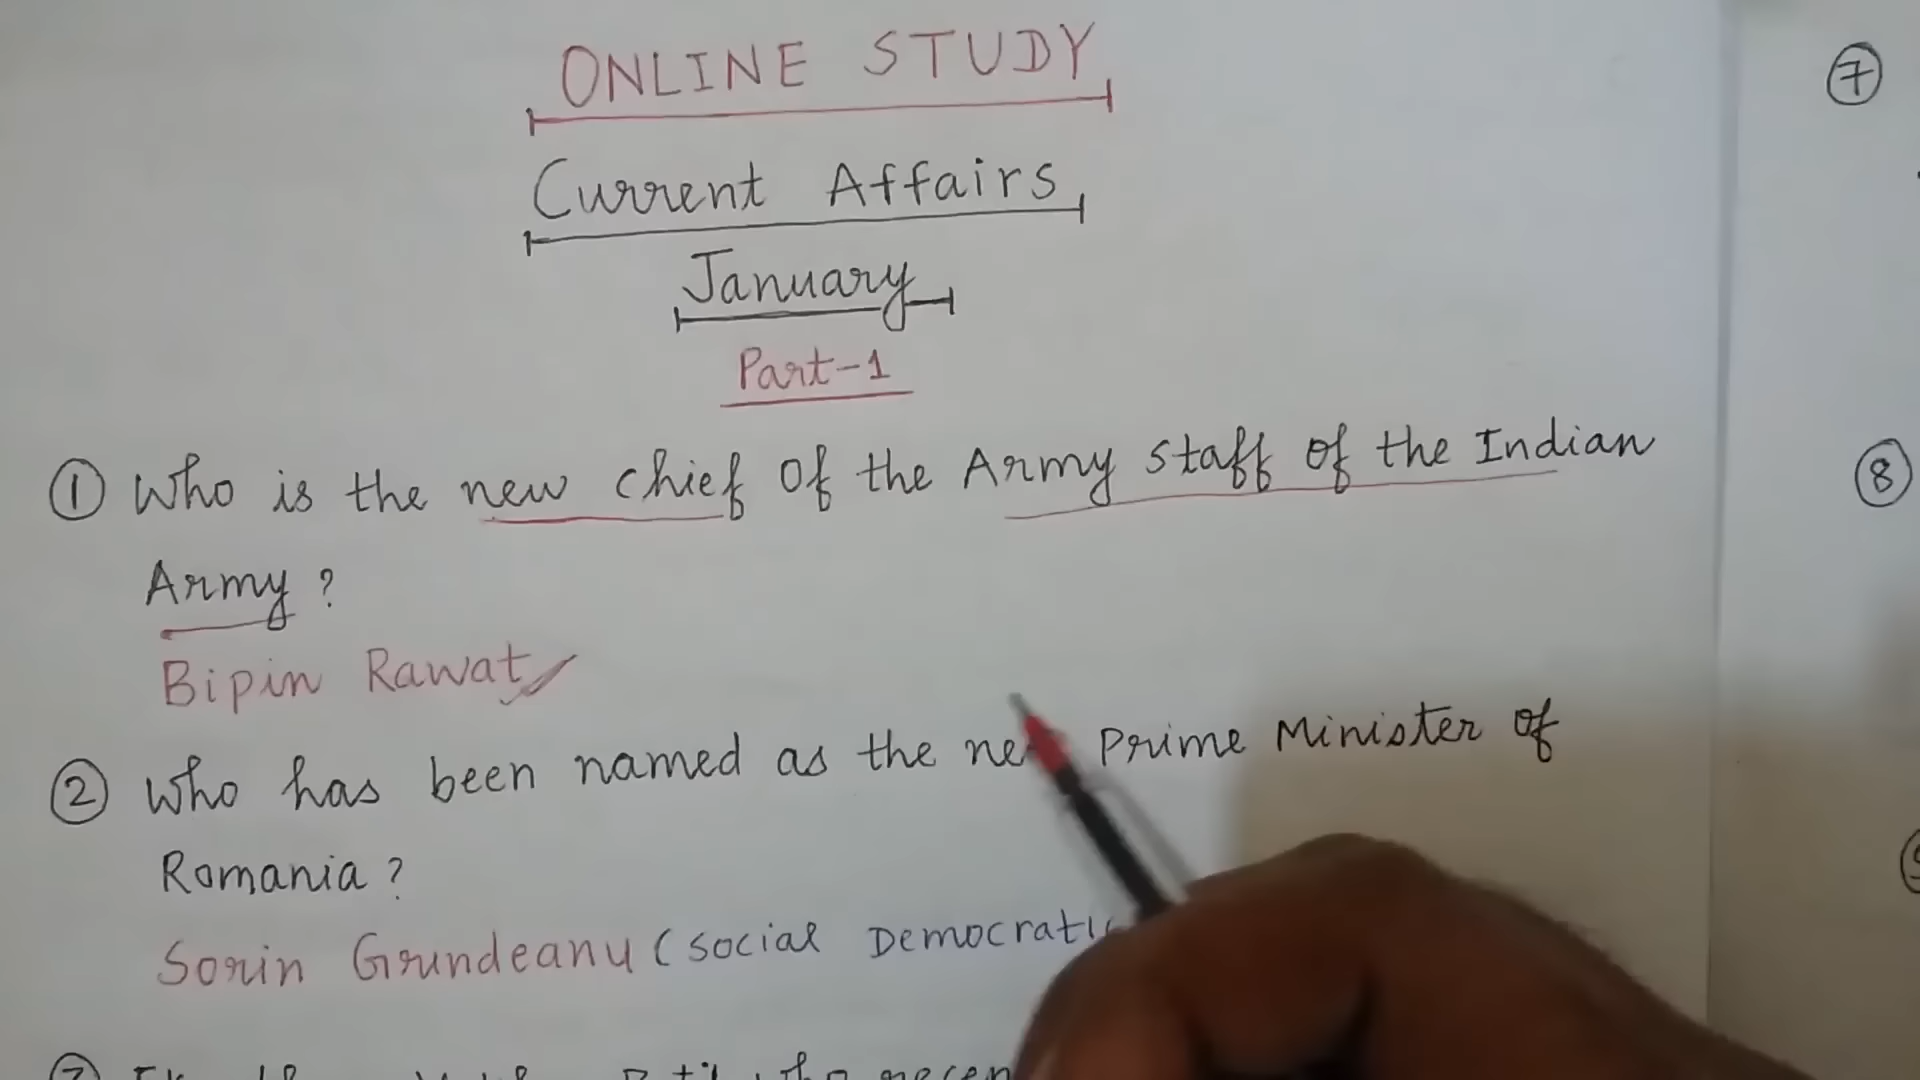 ONLINE STUDY
Current Affairs
January
Part-1
① Who is the new chief of the Army staff of the Indian
Army ?
Bipin Rawat
② Who has been named as the new Prime Minister of
Romania ?
Sorin Grundeanu (Social Democratic
⑦
⑧